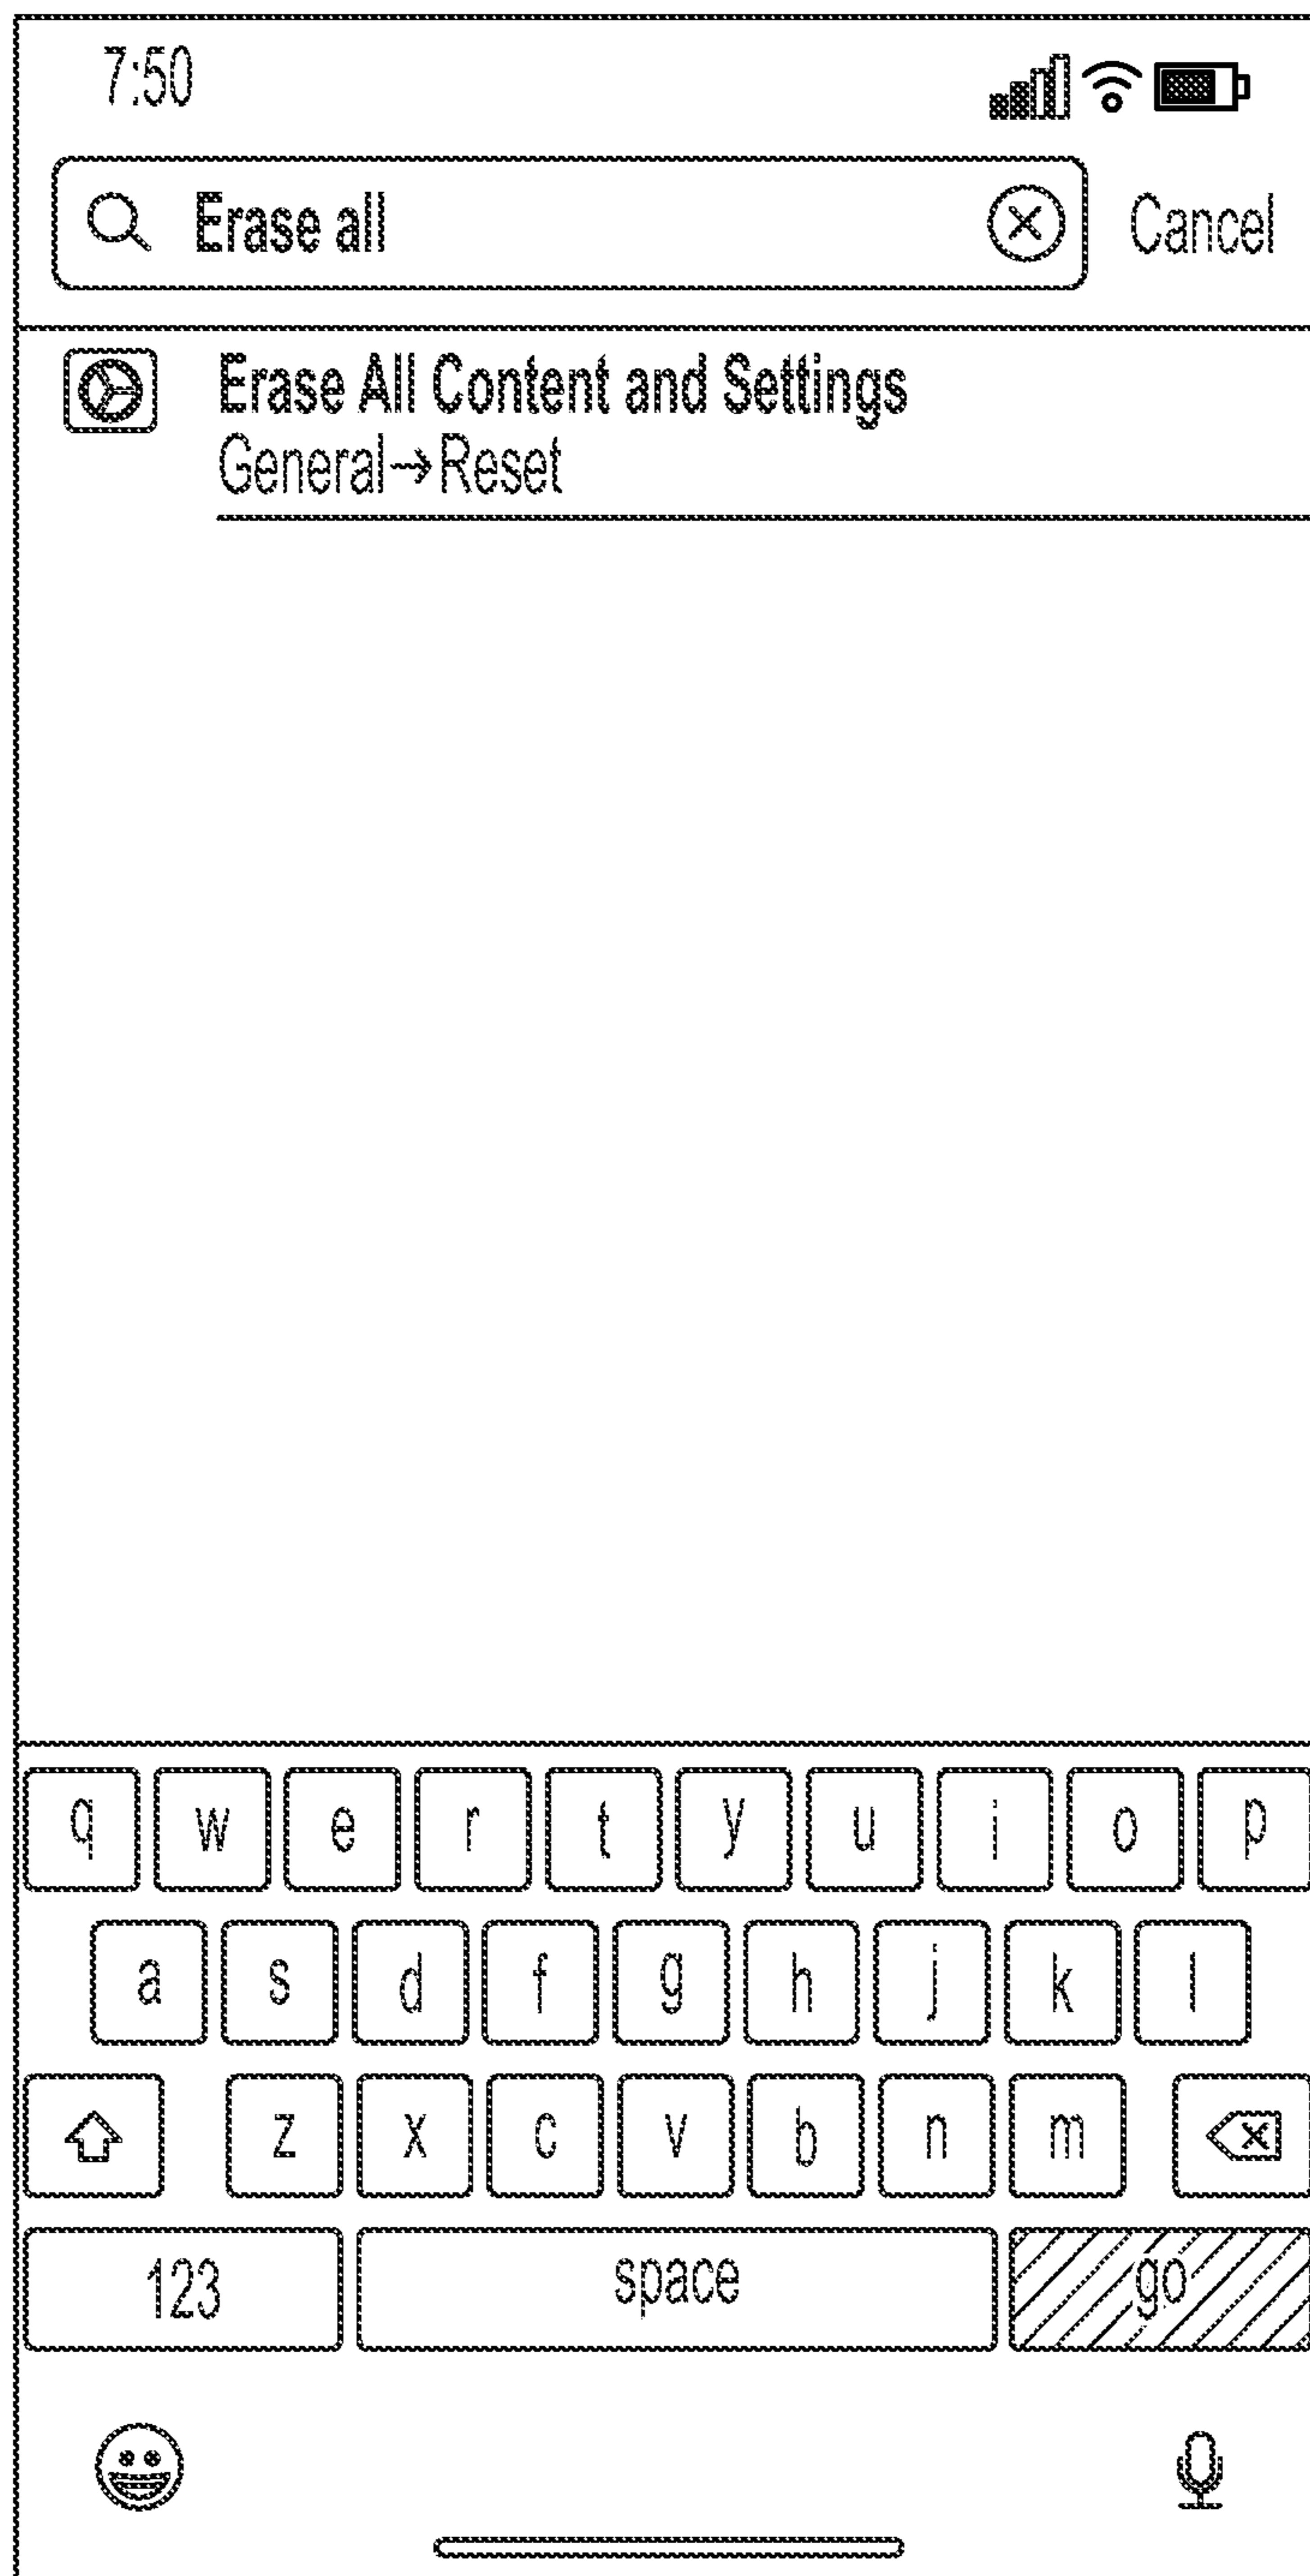 7:50
Erase all
Cancel
Erase All Content and Settings
General→Reset
q w e r t y u i o p
a s d f g h j k l
z x c v b n m
123 space go